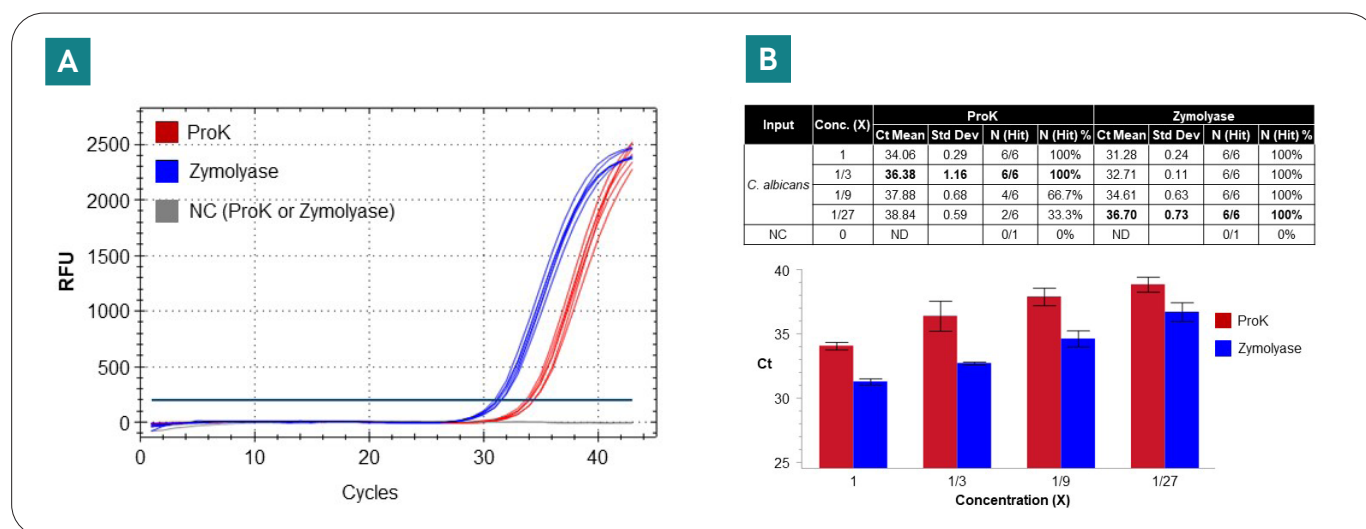 A
ProK
Zymolyase
NC (ProK or Zymolyase)
RFU
2500
2000
1500
1000
500
0
0 10 20 30 40
Cycles
B
Input Conc. (X) ProK Zymolyase
Ct Mean Std Dev N (Hit) N (Hit) % Ct Mean Std Dev N (Hit) N (Hit) %
C. albicans
1 34.06 0.29 6/6 100% 31.28 0.24 6/6 100%
1/3 36.38 1.16 6/6 100% 32.71 0.11 6/6 100%
1/9 37.88 0.68 4/6 66.7% 34.61 0.63 6/6 100%
1/27 38.84 0.59 2/6 33.3% 36.70 0.73 6/6 100%
NC 0 ND 0/1 0% ND 0/1 0%
40
35
30
25
Ct
ProK
Zymolyase
1 1/3 1/9 1/27
Concentration (X)